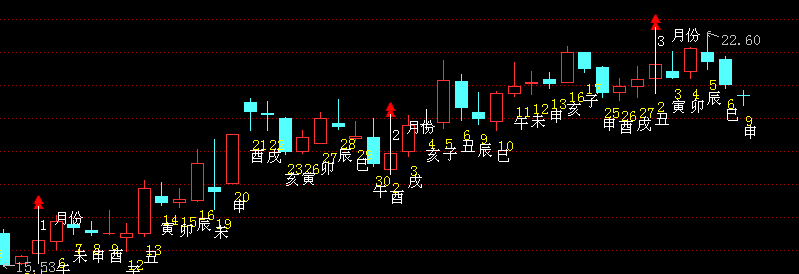 1 月份
15.53
6 午
7 未
8 申
9 酉
12
13 丑
14 寅
15 卯
16 辰
19 未
20 申
21 酉
22 戌
23 亥
26 寅
27 卯
28 辰
29 巳
30 午
2 月份
2 酉
3 戌
4 亥
5 子
6 丑
9 辰
10 巳
11 午
12 未
13 申
16 亥
17 子
25 申
26 酉
27 戌
3 月份
2 丑
3 寅
4 卯
5 辰
22.60
6 巳
9 申